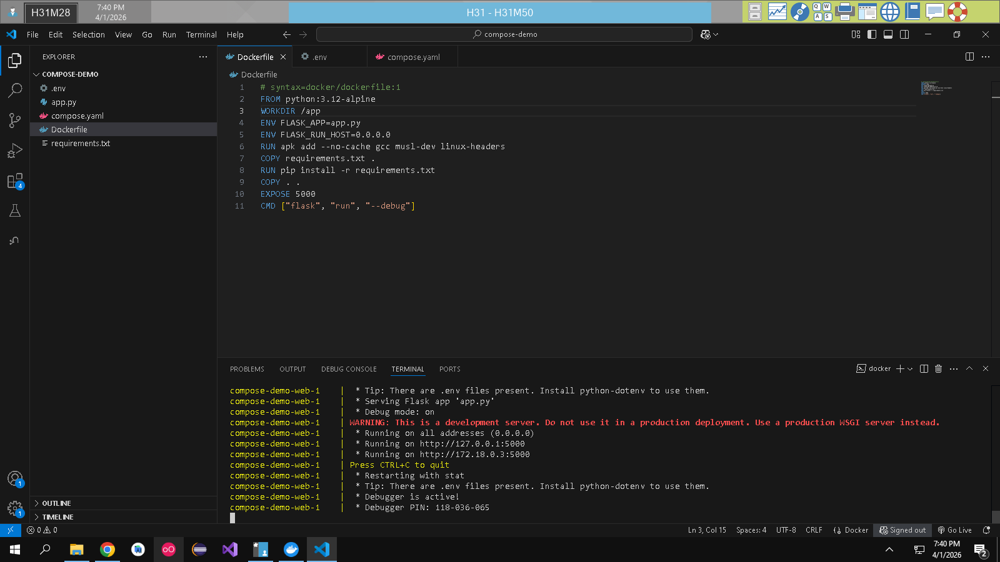 H31M28
7:40 PM
4/1/2026
H31 - H31M50
Q W
A S
File Edit Selection View Go Run Terminal Help
compose-demo
EXPLORER
COMPOSE-DEMO
.env
app.py
compose.yaml
Dockerfile
requirements.txt
OUTLINE
TIMELINE
4
1
1
Dockerfile
.env
compose.yaml
Dockerfile
1 # syntax=docker/dockerfile:1
2 FROM python:3.12-alpine
3 WORKDIR /app
4 ENV FLASK_APP=app.py
5 ENV FLASK_RUN_HOST=0.0.0.0
6 RUN apk add --no-cache gcc musl-dev linux-headers
7 COPY requirements.txt .
8 RUN pip install -r requirements.txt
9 COPY . .
10 EXPOSE 5000
11 CMD ["flask", "run", "--debug"]
PROBLEMS OUTPUT DEBUG CONSOLE TERMINAL PORTS
docker
compose-demo-web-1 | * Tip: There are .env files present. Install python-dotenv to use them.
compose-demo-web-1 | * Serving Flask app 'app.py'
compose-demo-web-1 | * Debug mode: on
compose-demo-web-1 | WARNING: This is a development server. Do not use it in a production deployment. Use a production WSGI server instead.
compose-demo-web-1 | * Running on all addresses (0.0.0.0)
compose-demo-web-1 | * Running on http://127.0.0.1:5000
compose-demo-web-1 | * Running on http://172.18.0.3:5000
compose-demo-web-1 | Press CTRL+C to quit
compose-demo-web-1 | * Restarting with stat
compose-demo-web-1 | * Tip: There are .env files present. Install python-dotenv to use them.
compose-demo-web-1 | * Debugger is active!
compose-demo-web-1 | * Debugger PIN: 118-036-065
0 0
Ln 3, Col 15 Spaces: 4 UTF-8 CRLF Docker Signed out Go Live
7:40 PM
4/1/2026
2